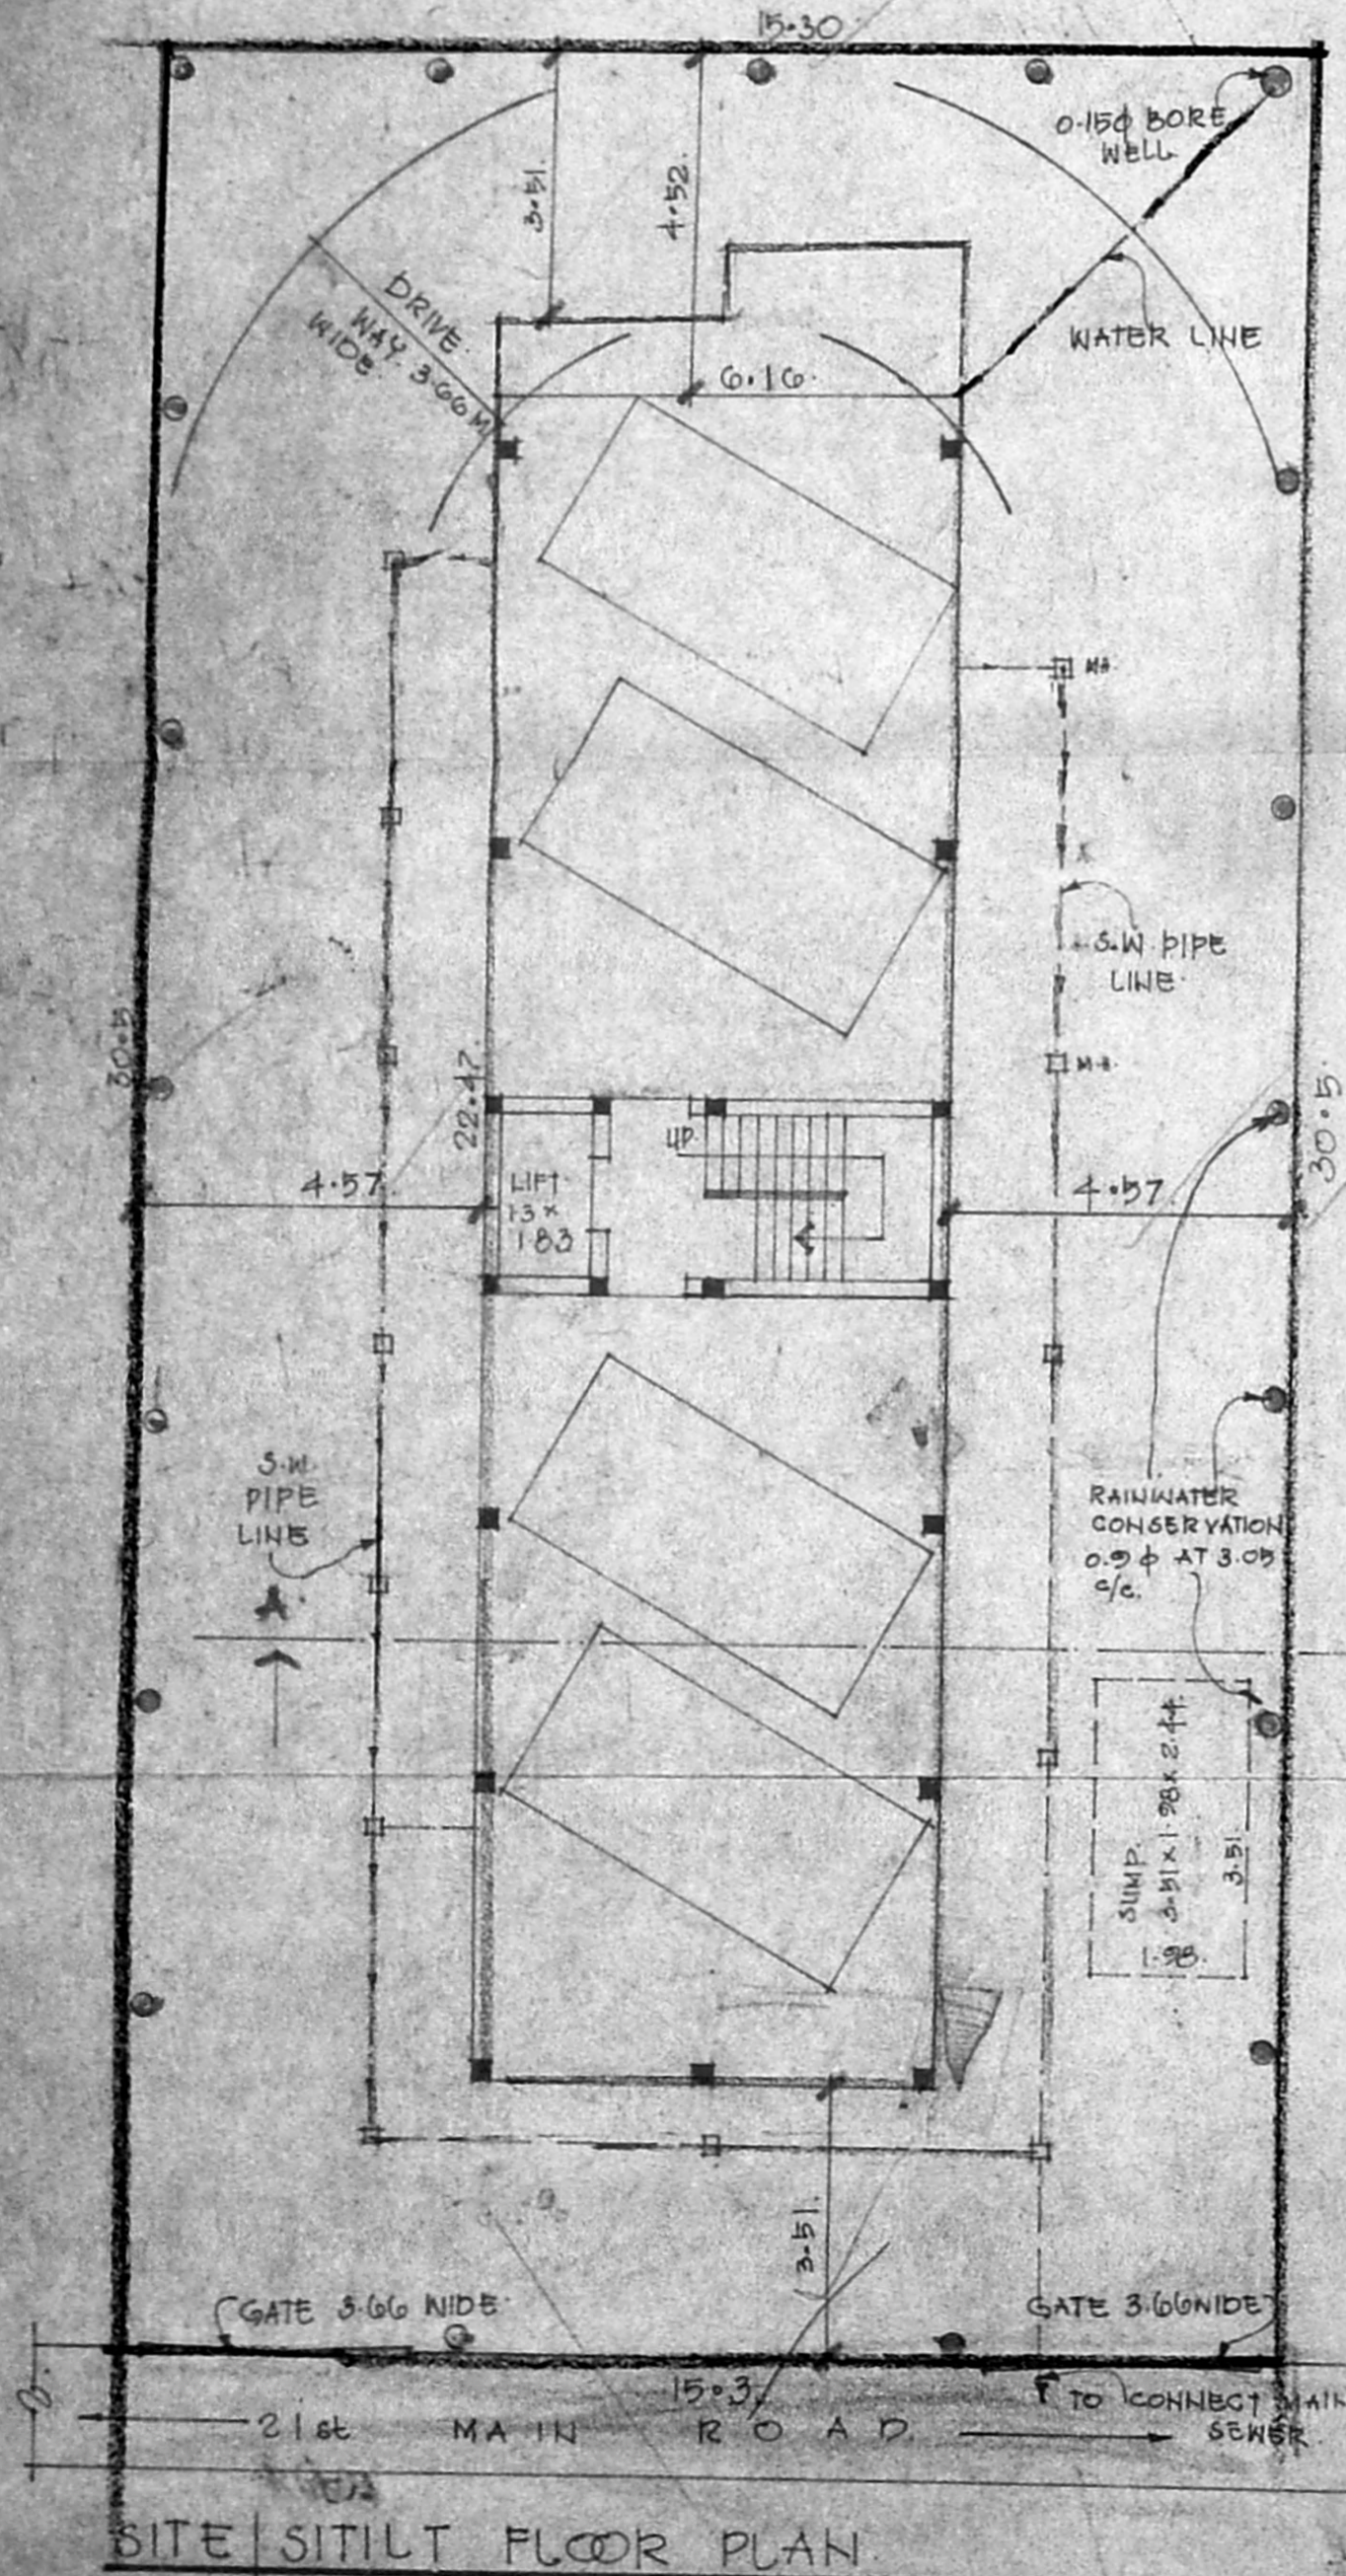 15.30
0.15φ BORE
WELL
3.51.
4.52.
DRIVE
WAY. 3.66 M
WIDE.
WATER LINE
6.16.
MH.
S.W. PIPE
LINE.
30.5
22.47.
M.H.
30.5.
UP.
4.57.
LIFT
1.3 x
1.83
4.57.
S.W.
PIPE
LINE
RAINWATER
CONSERVATION
0.9 φ AT 3.05
c/c.
A.
SUMP.
3.51 x 1.98 x 2.44.
3.51
1.98.
3.51.
GATE 3.66 WIDE.
GATE 3.66 WIDE
15.3
TO CONNECT MAIN
SEWER.
21st MAIN ROAD.
SITE | SITILT FLOOR PLAN.